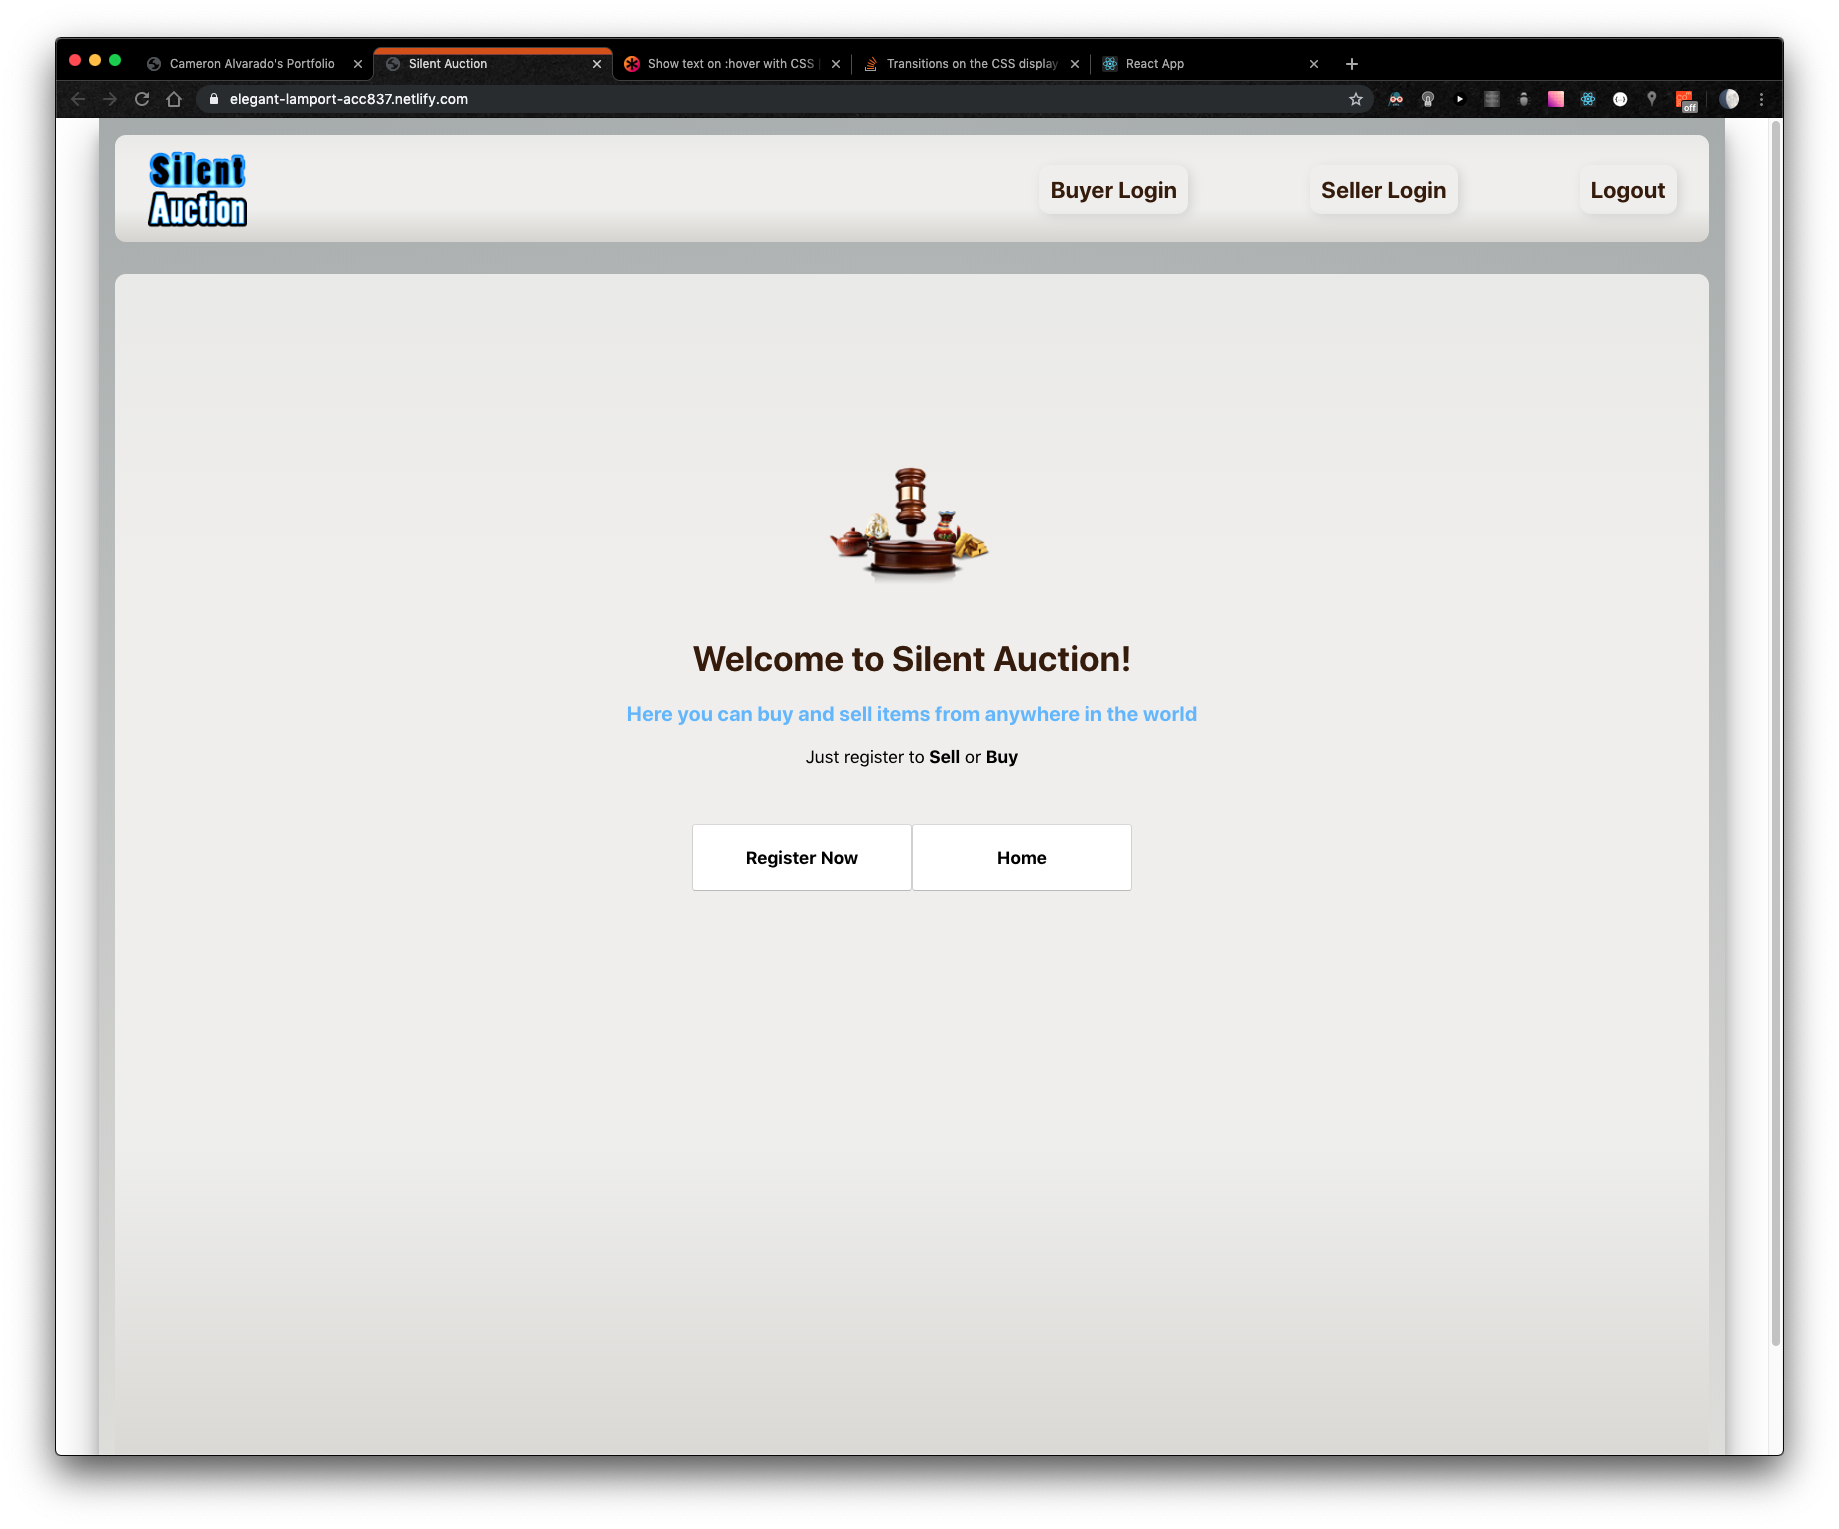 Cameron Alvarado's Portfolio
Silent Auction
Show text on :hover with CSS
Transitions on the CSS display
React App
elegant-lamport-acc837.netlify.com
off
Silent
Auction
Buyer Login
Seller Login
Logout
Welcome to Silent Auction!
Here you can buy and sell items from anywhere in the world
Just register to Sell or Buy
Register Now
Home